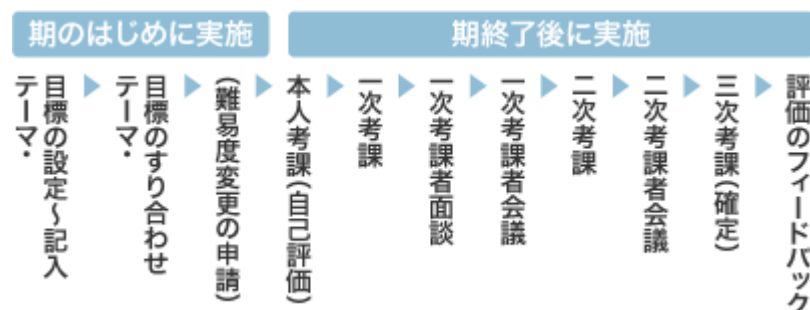 期のはじめに実施
期終了後に実施
テーマ・
目標の設定～記入
テーマ・
目標のすり合わせ
(難易度変更の申請)
本人考課(自己評価)
一次考課
一次考課者面談
一次考課者会議
二次考課
二次考課者会議
三次考課(確定)
評価のフィードバック